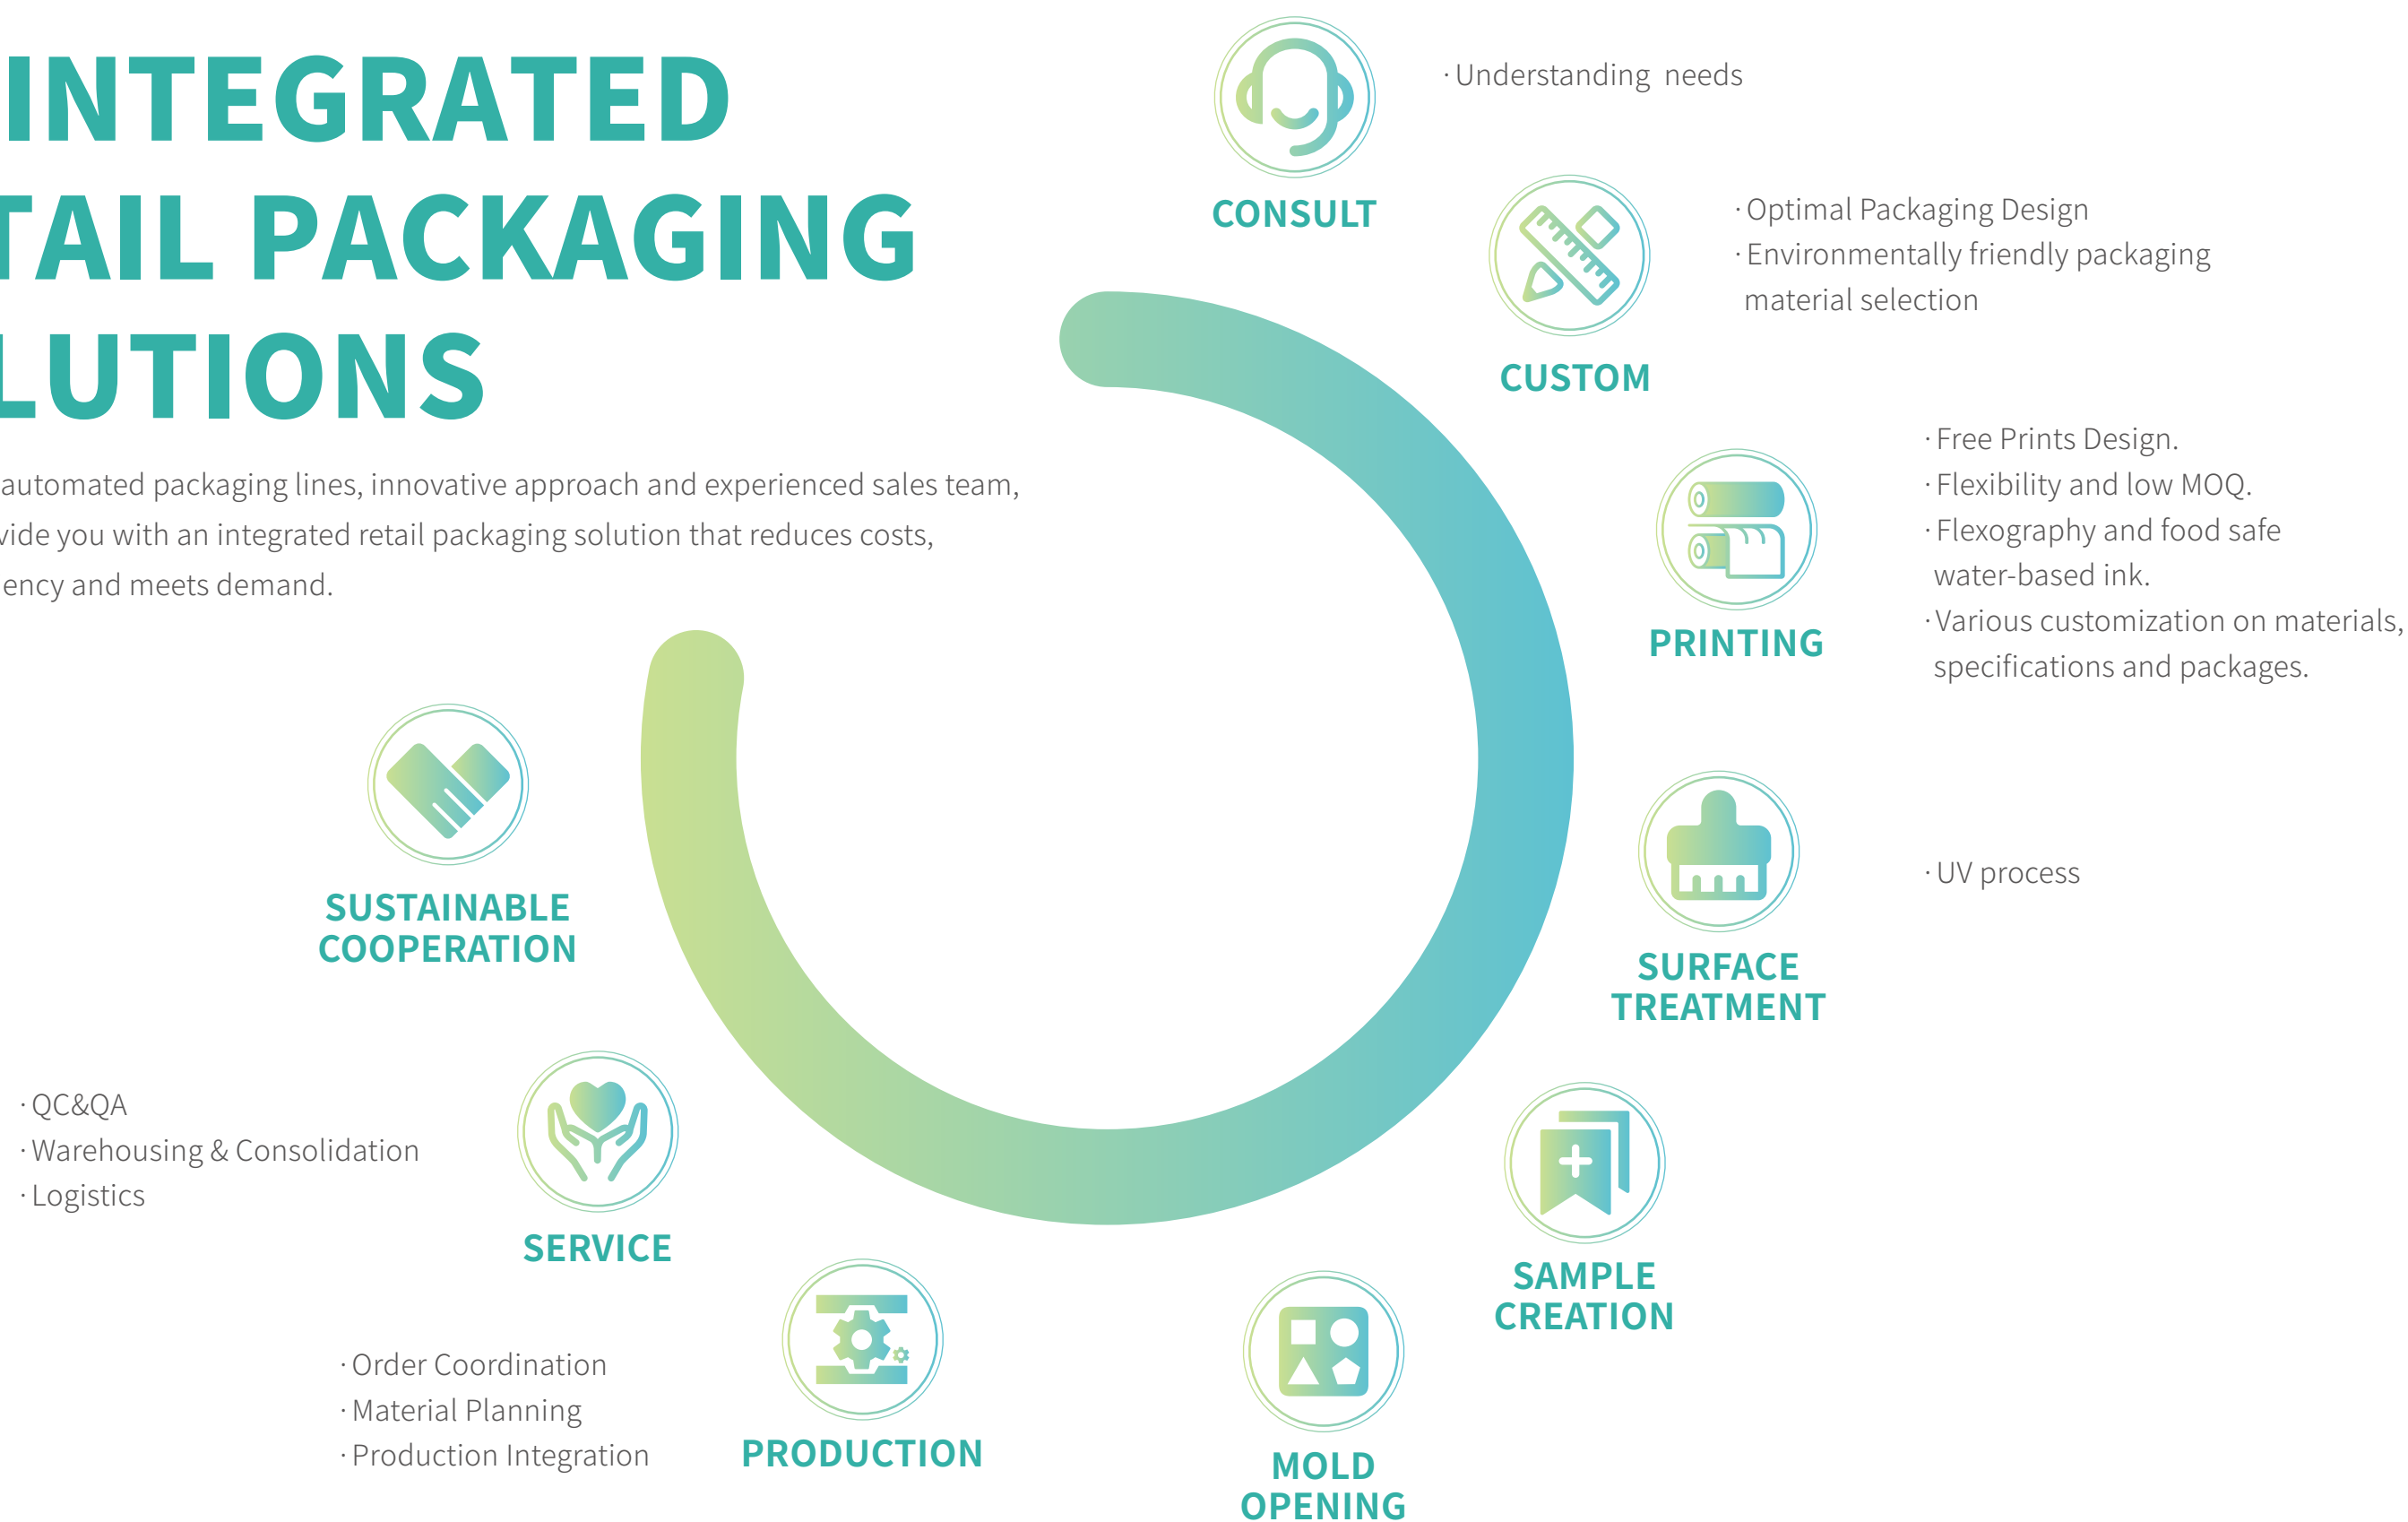 INTEGRATED
TAIL PACKAGING
LUTIONS
automated packaging lines, innovative approach and experienced sales team,
vide you with an integrated retail packaging solution that reduces costs,
ency and meets demand.
CONSULT
· Understanding needs
CUSTOM
· Optimal Packaging Design
· Environmentally friendly packaging
material selection
PRINTING
· Free Prints Design.
· Flexibility and low MOQ.
· Flexography and food safe
water-based ink.
· Various customization on materials,
specifications and packages.
SURFACE
TREATMENT
· UV process
SAMPLE
CREATION
MOLD
OPENING
PRODUCTION
· Order Coordination
· Material Planning
· Production Integration
SERVICE
· QC&QA
· Warehousing & Consolidation
· Logistics
SUSTAINABLE
COOPERATION